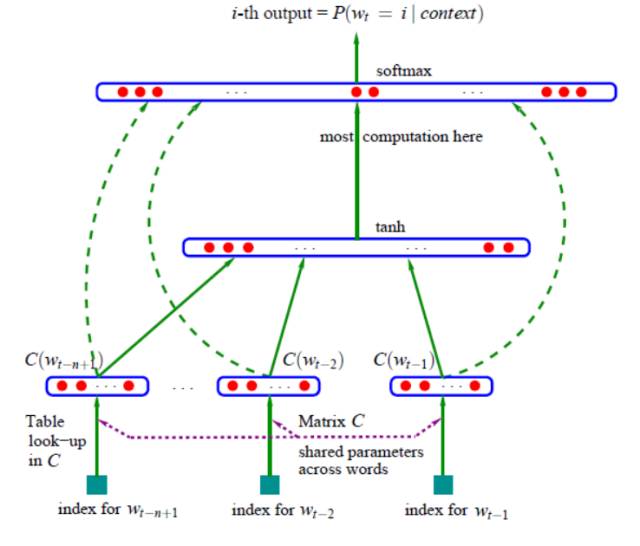 i-th output = P(w_t = i | context)
softmax
. . .
. . .
most computation here
tanh
. . .
. . .
C(w_{t−n+1})
C(w_{t−2})
C(w_{t−1})
. . .
. . .
. . .
. . .
Table
look−up
in C
Matrix C
shared parameters
across words
index for w_{t−n+1}
index for w_{t−2}
index for w_{t−1}